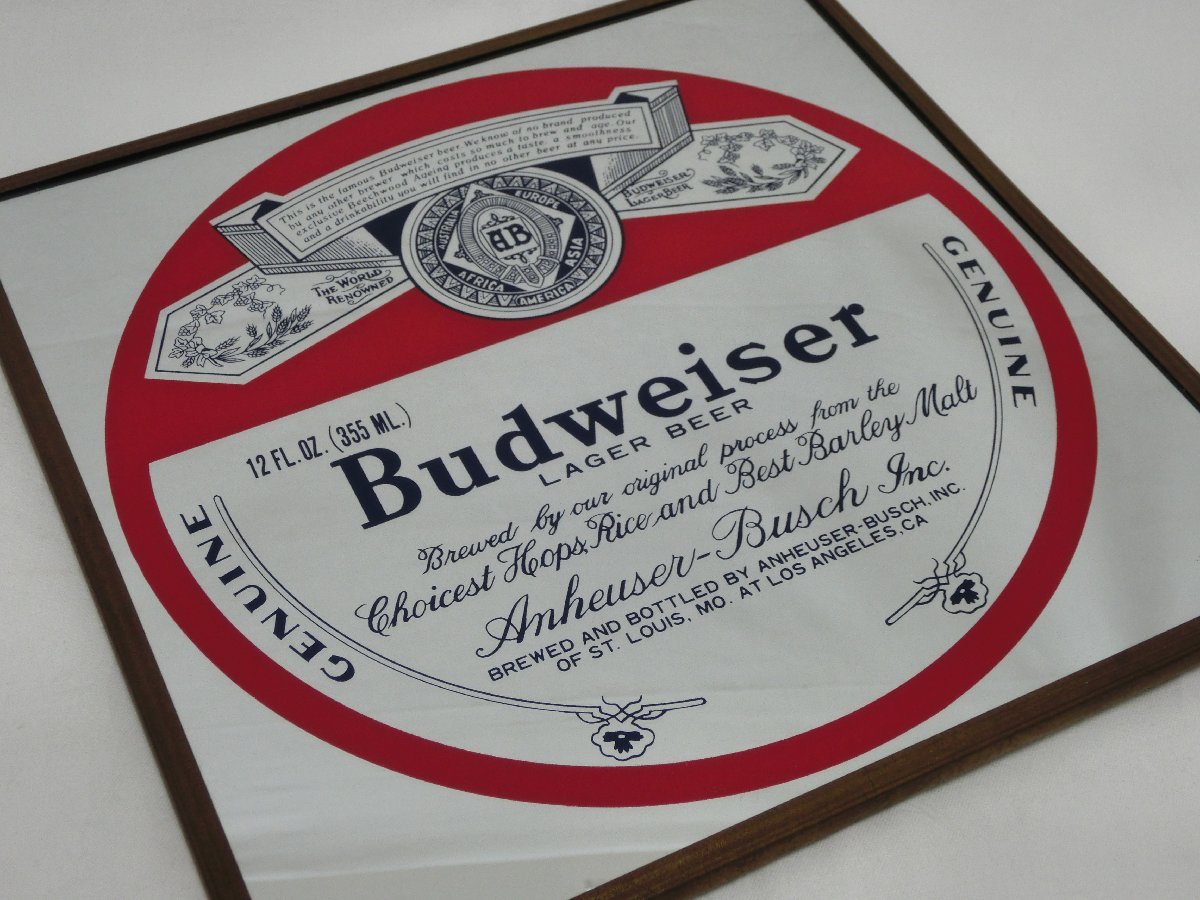 This is the famous Budweiser beer. We know of no brand produced
by any other brewer which costs so much to brew and age. Our
exclusive Beechwood Ageing produces a taste, a smoothness
and a drinkability you will find in no other beer at any price.
BUDWEISER
LAGER BEER
THE WORLD
RENOWNED
EUROPE
AUSTRALIA
ASIA
AFRICA
AMERICA
AB
GENUINE
12 FL. OZ. (355 ML.)
Budweiser
LAGER BEER
Brewed by our original process from the
Choicest Hops, Rice and Best Barley Malt
Anheuser-Busch Inc.
BREWED AND BOTTLED BY ANHEUSER-BUSCH, INC.
OF ST. LOUIS, MO. AT LOS ANGELES, CA
GENUINE